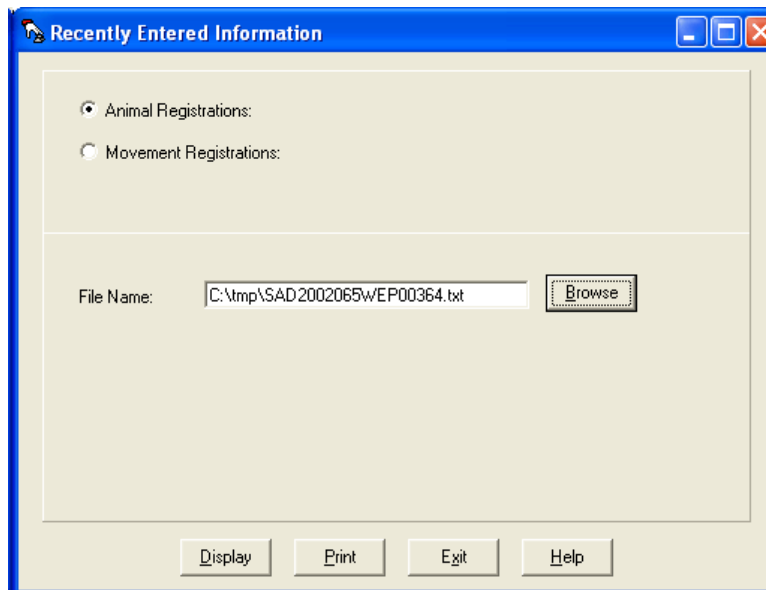 Recently Entered Information
Animal Registrations:
Movement Registrations:
File Name: C:\tmp\SAD2002065WEP00364.txt Browse
Display Print Exit Help